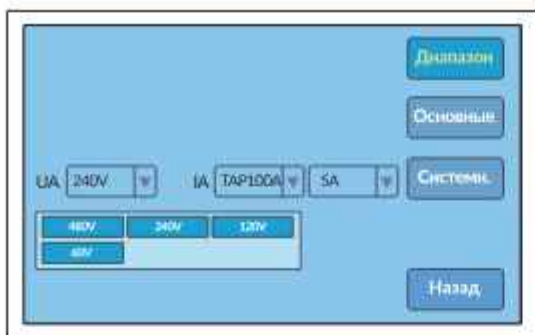 Диапазон
Основные
UA 240V IA TAP100A 5A Системн.
480V 240V 120V
60V
Назад